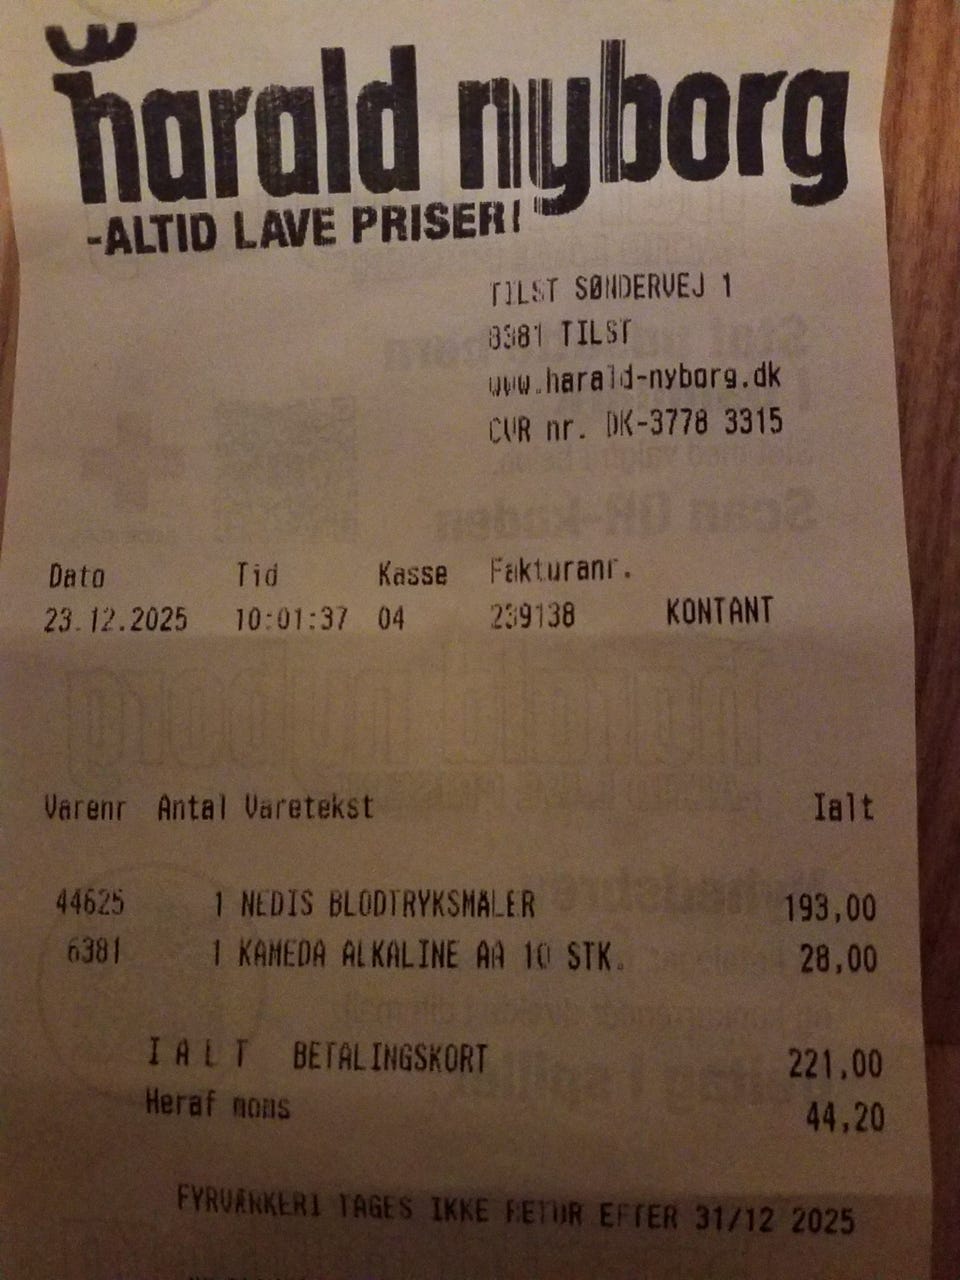 harald nyborg
-ALTID LAVE PRISER!
TILST SØNDERVEJ 1
8381 TILST
www.harald-nyborg.dk
CVR nr. DK-3778 3315
Dato Tid Kasse Fakturanr.
23.12.2025 10:01:37 04 239138 KONTANT
Varenr Antal Varetekst Ialt
44625 1 NEDIS BLODTRYKSMÅLER 193,00
6381 1 KAMEDA ALKALINE AA 10 STK. 28,00
I A L T BETALINGSKORT 221,00
Heraf moms 44,20
FYRVÆRKERI TAGES IKKE RETUR EFTER 31/12 2025